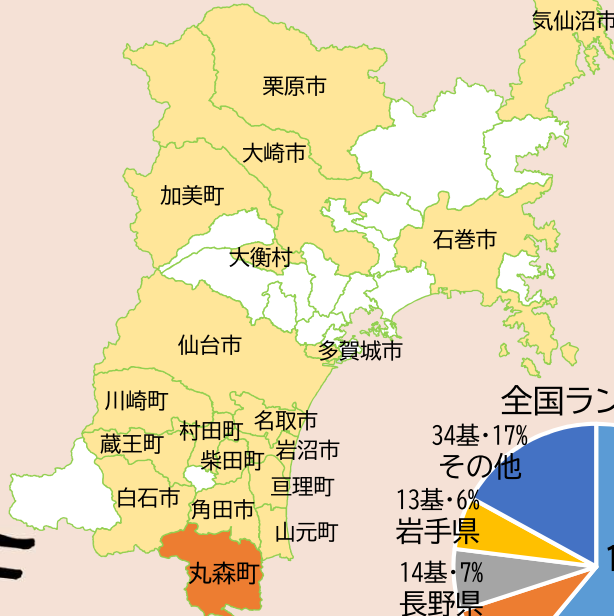 気仙沼市
栗原市
大崎市
加美町
石巻市
大衡村
仙台市
多賀城市
川崎町
村田町
名取市
蔵王町
柴田町
岩沼市
白石市
亘理町
角田市
山元町
丸森町
全国ラン
34基・17%
その他
13基・6%
岩手県
14基・7%
長野県
1